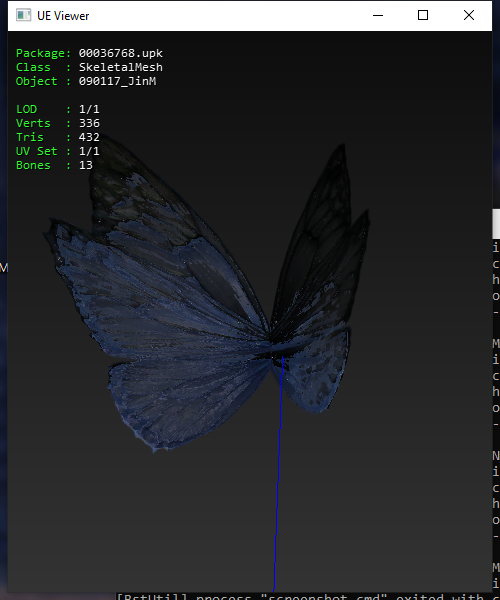 UE Viewer
Package: 00036768.upk
Class : SkeletalMesh
Object : 090117_JinM
LOD : 1/1
Verts : 336
Tris : 432
UV Set : 1/1
Bones : 13
M
i
c
h
o
-
M
i
c
h
o
-
N
i
c
h
o
-
M
i
[BstUtil] process "screenshot.cmd" exited with c